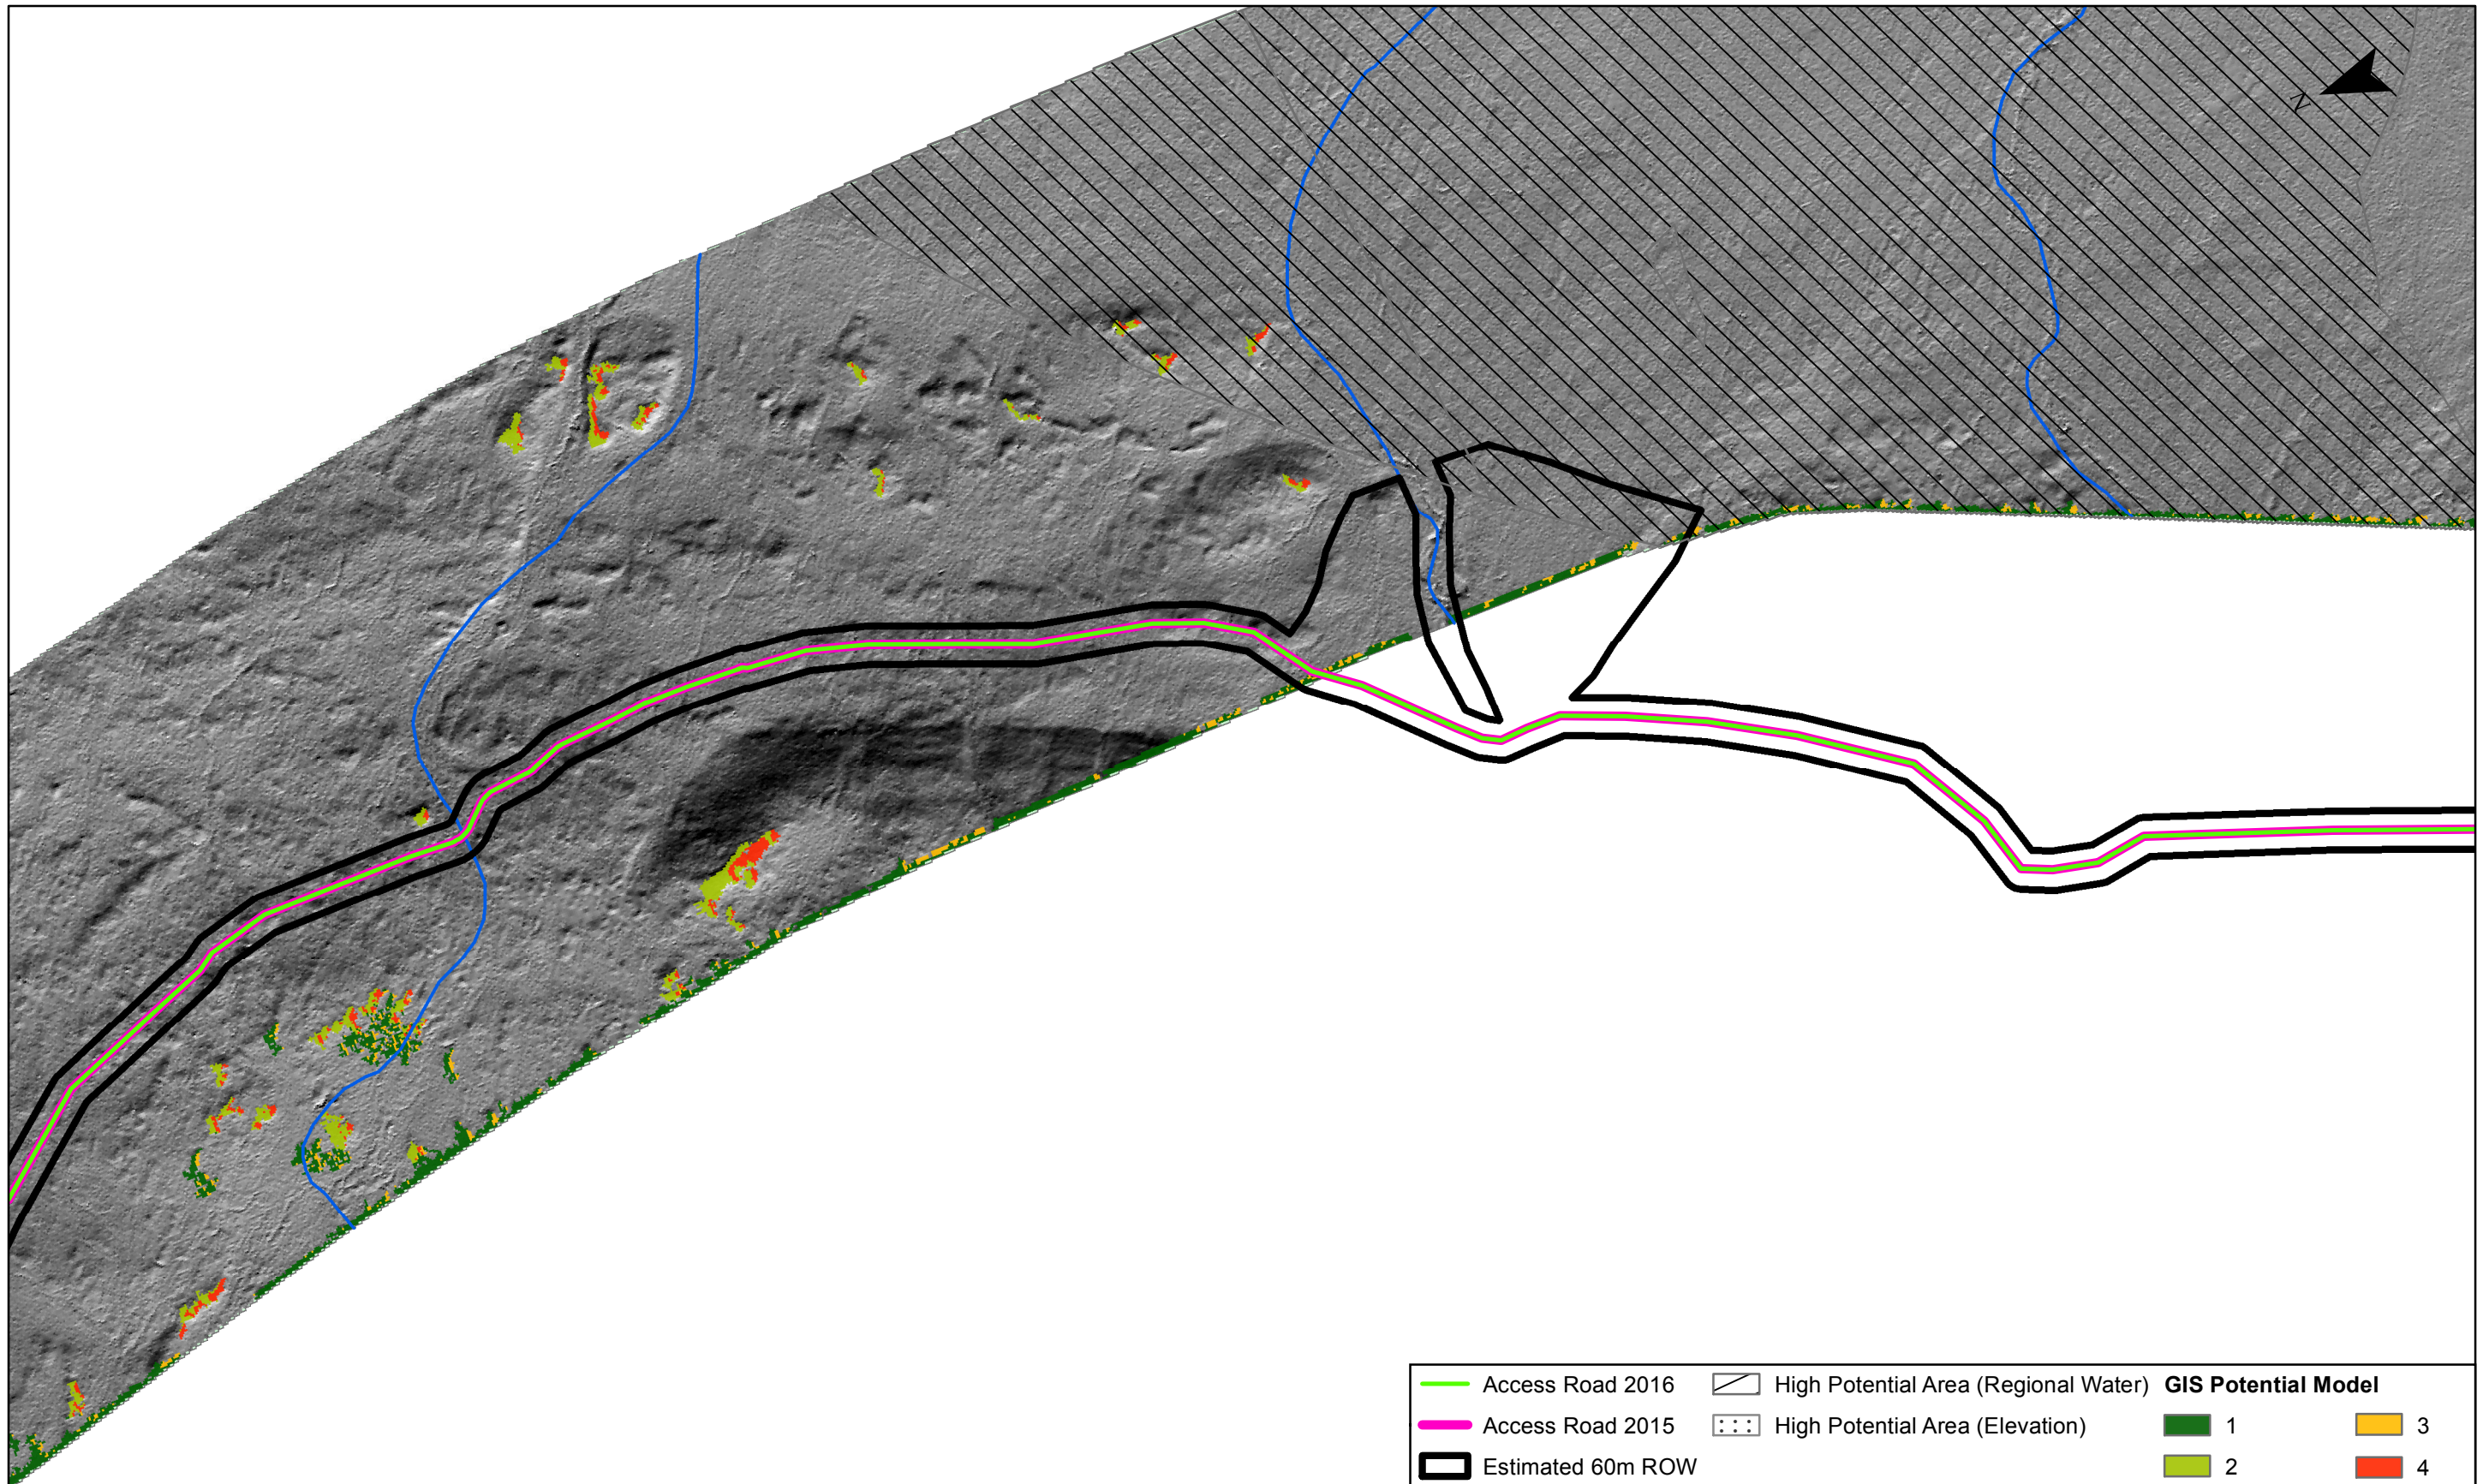 N
Access Road 2016
High Potential Area (Regional Water)
GIS Potential Model
Access Road 2015
High Potential Area (Elevation)
1
3
Estimated 60m ROW
2
4